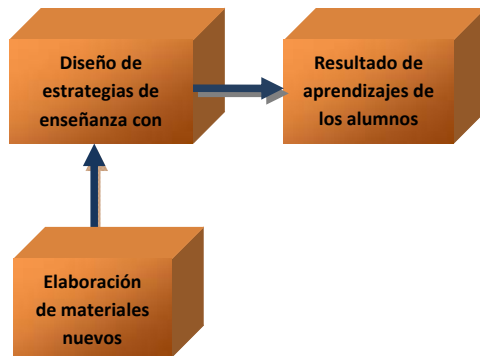 Diseño de
estrategias de
enseñanza con
Resultado de
aprendizajes de
los alumnos
Elaboración
de materiales
nuevos